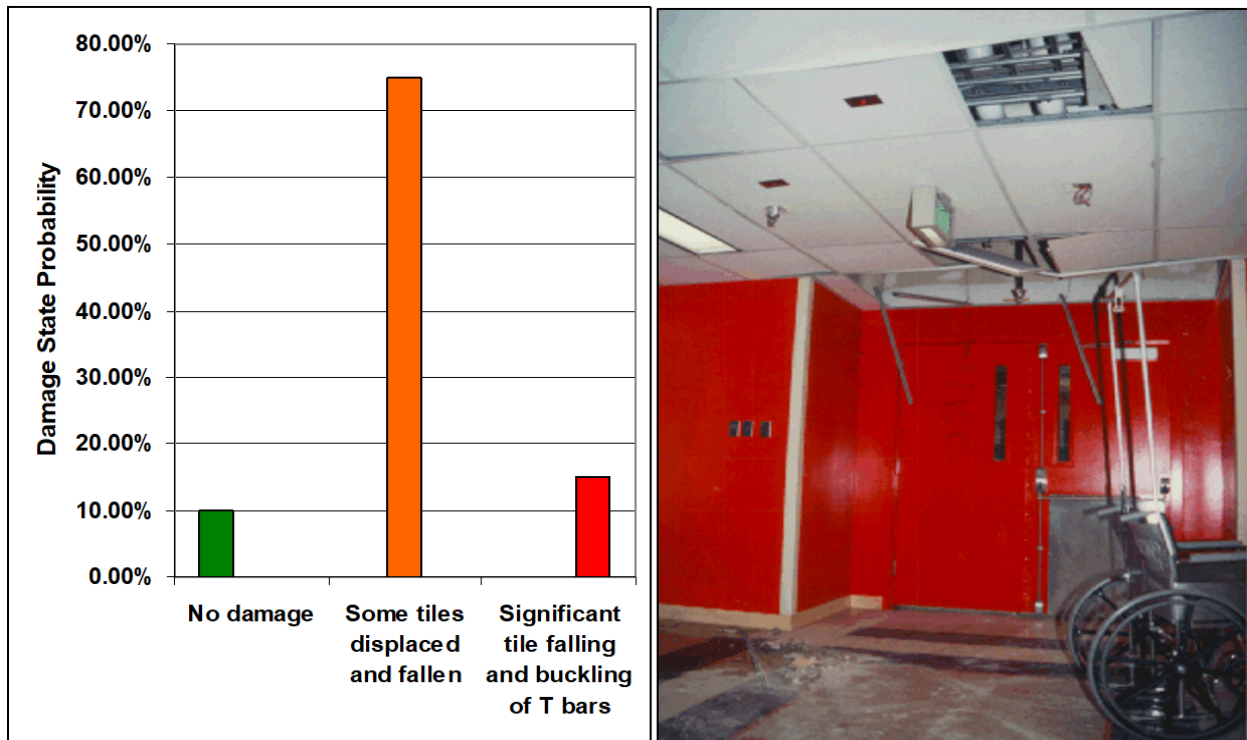 80.00%
70.00%
60.00%
50.00%
40.00%
30.00%
20.00%
10.00%
0.00%
Damage State Probability
No damage
Some tiles
displaced
and fallen
Significant
tile falling
and buckling
of T bars